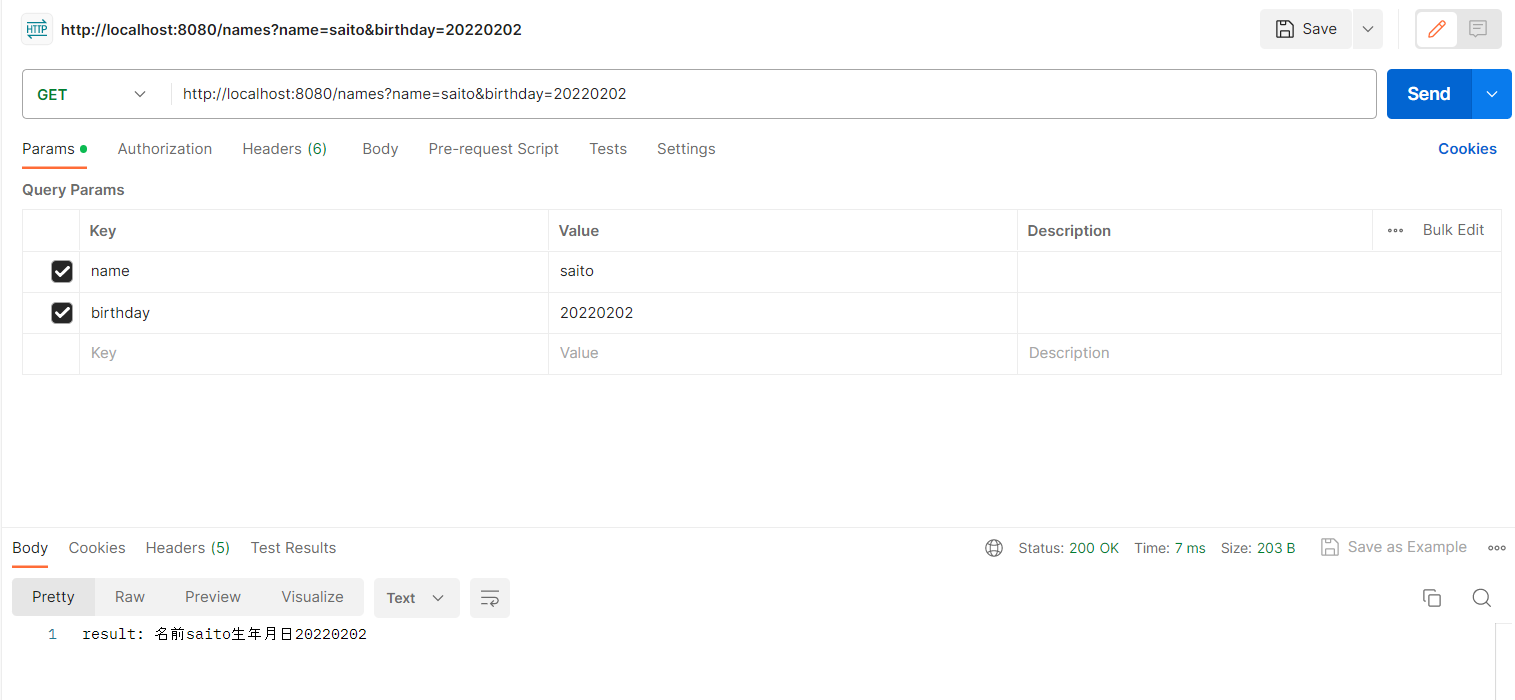 HTTP http://localhost:8080/names?name=saito&birthday=20220202 Save
GET http://localhost:8080/names?name=saito&birthday=20220202 Send
Params Authorization Headers (6) Body Pre-request Script Tests Settings Cookies
Query Params
Key Value Description Bulk Edit
name saito
birthday 20220202
Key Value Description
Body Cookies Headers (5) Test Results Status: 200 OK Time: 7 ms Size: 203 B Save as Example
Pretty Raw Preview Visualize Text
1 result: 名前saito生年月日20220202